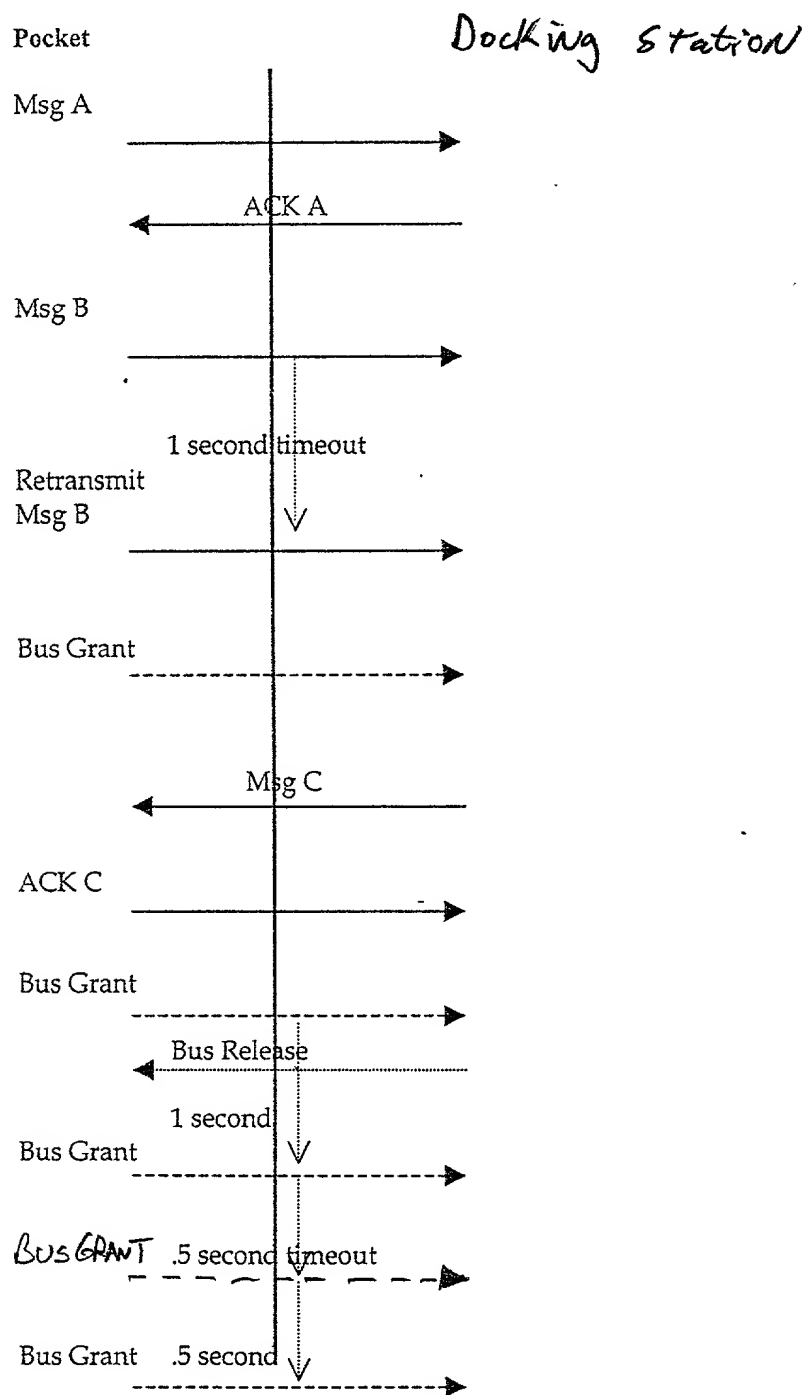 Pocket
Docking Station
Msg A
ACK A
Msg B
1 second timeout
Retransmit
Msg B
Bus Grant
Msg C
ACK C
Bus Grant
Bus Release
1 second
Bus Grant
BUS GRANT .5 second timeout
Bus Grant .5 second